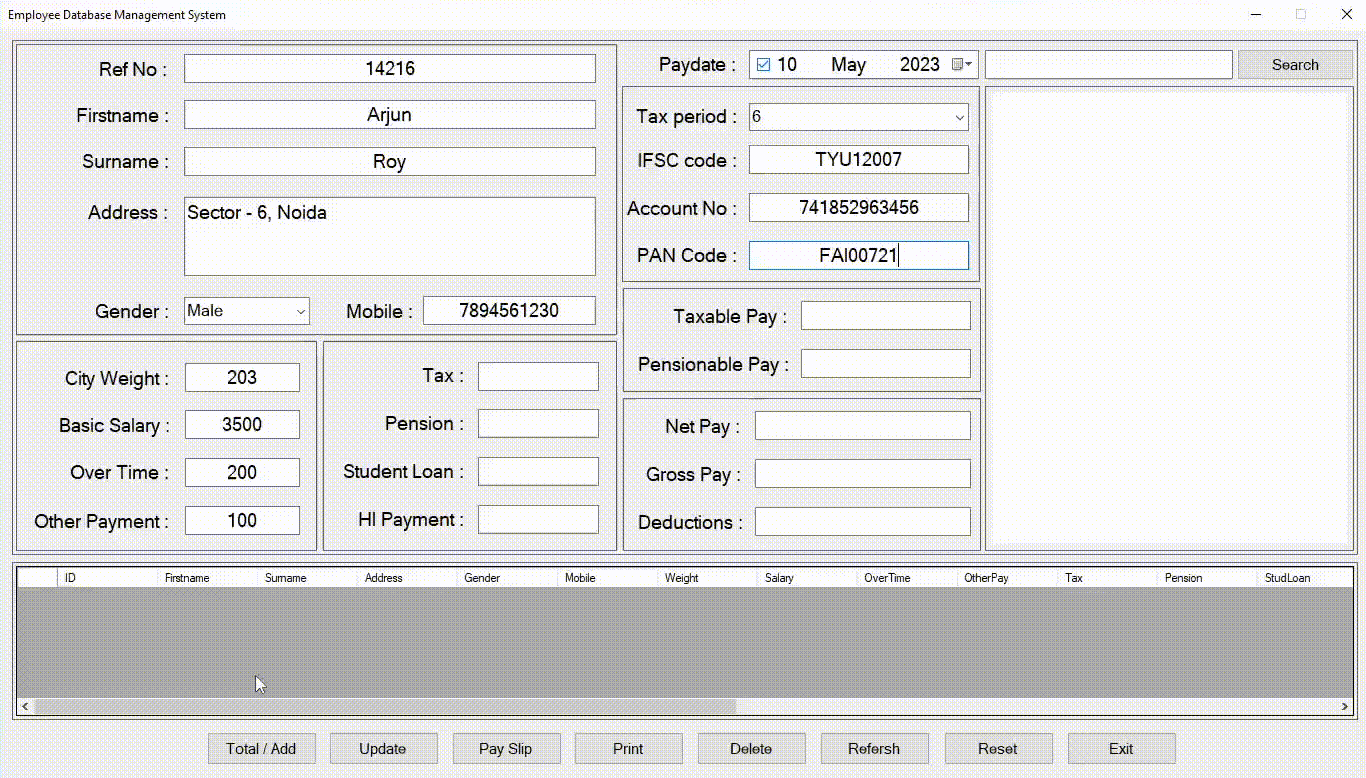 Employee Database Management System
Ref No : 14216
Firstname : Arjun
Surname : Roy
Address : Sector - 6, Noida
Gender : Male Mobile : 7894561230
Paydate : 10 May 2023 Search
Tax period : 6
IFSC code : TYU12007
Account No : 741852963456
PAN Code : FAI00721
City Weight : 203
Basic Salary : 3500
Over Time : 200
Other Payment : 100
Tax :
Pension :
Student Loan :
HI Payment :
Taxable Pay :
Pensionable Pay :
Net Pay :
Gross Pay :
Deductions :
ID Firstname Surname Address Gender Mobile Weight Salary OverTime OtherPay Tax Pension StudLoan
Total / Add Update Pay Slip Print Delete Refersh Reset Exit